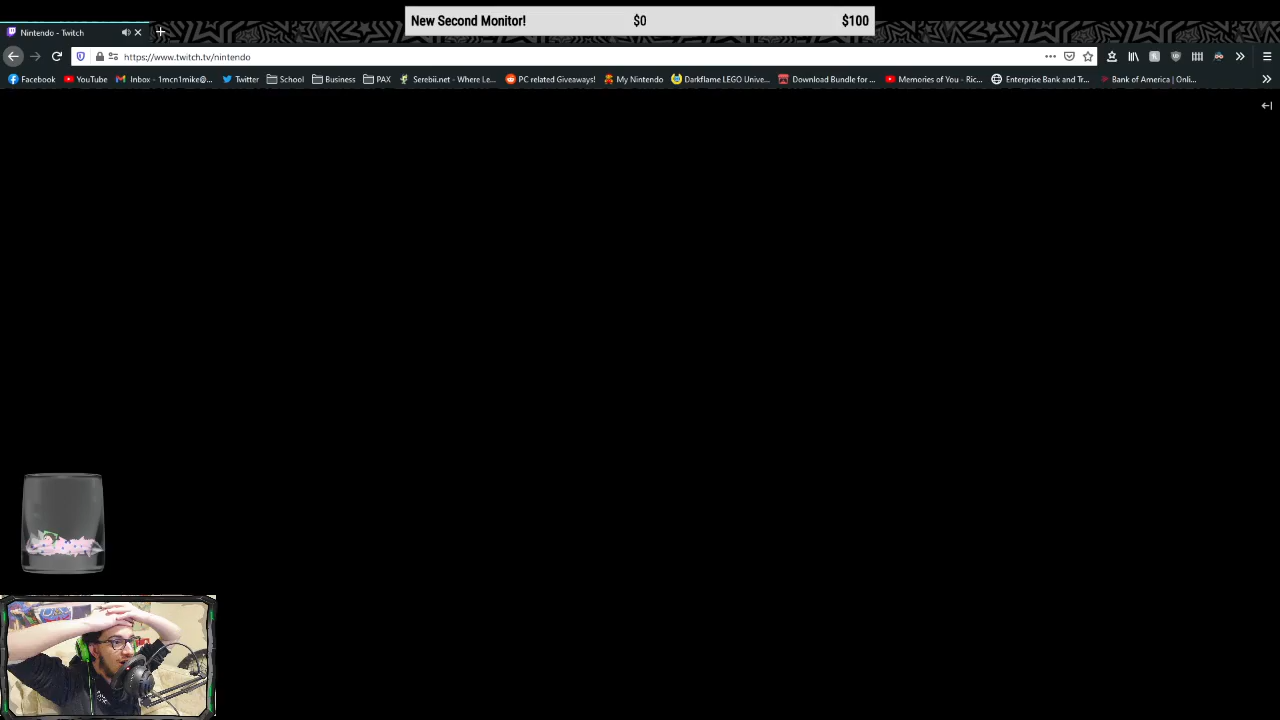 New Second Monitor! $0 $100
Nintendo - Twitch
https://www.twitch.tv/nintendo
Facebook YouTube Inbox - 1mcn1mike@... Twitter School Business PAX Serebii.net - Where Le... PC related Giveaways! My Nintendo Darkflame LEGO Unive... Download Bundle for ... Memories of You - Ric... Enterprise Bank and Tr... Bank of America | Onli...